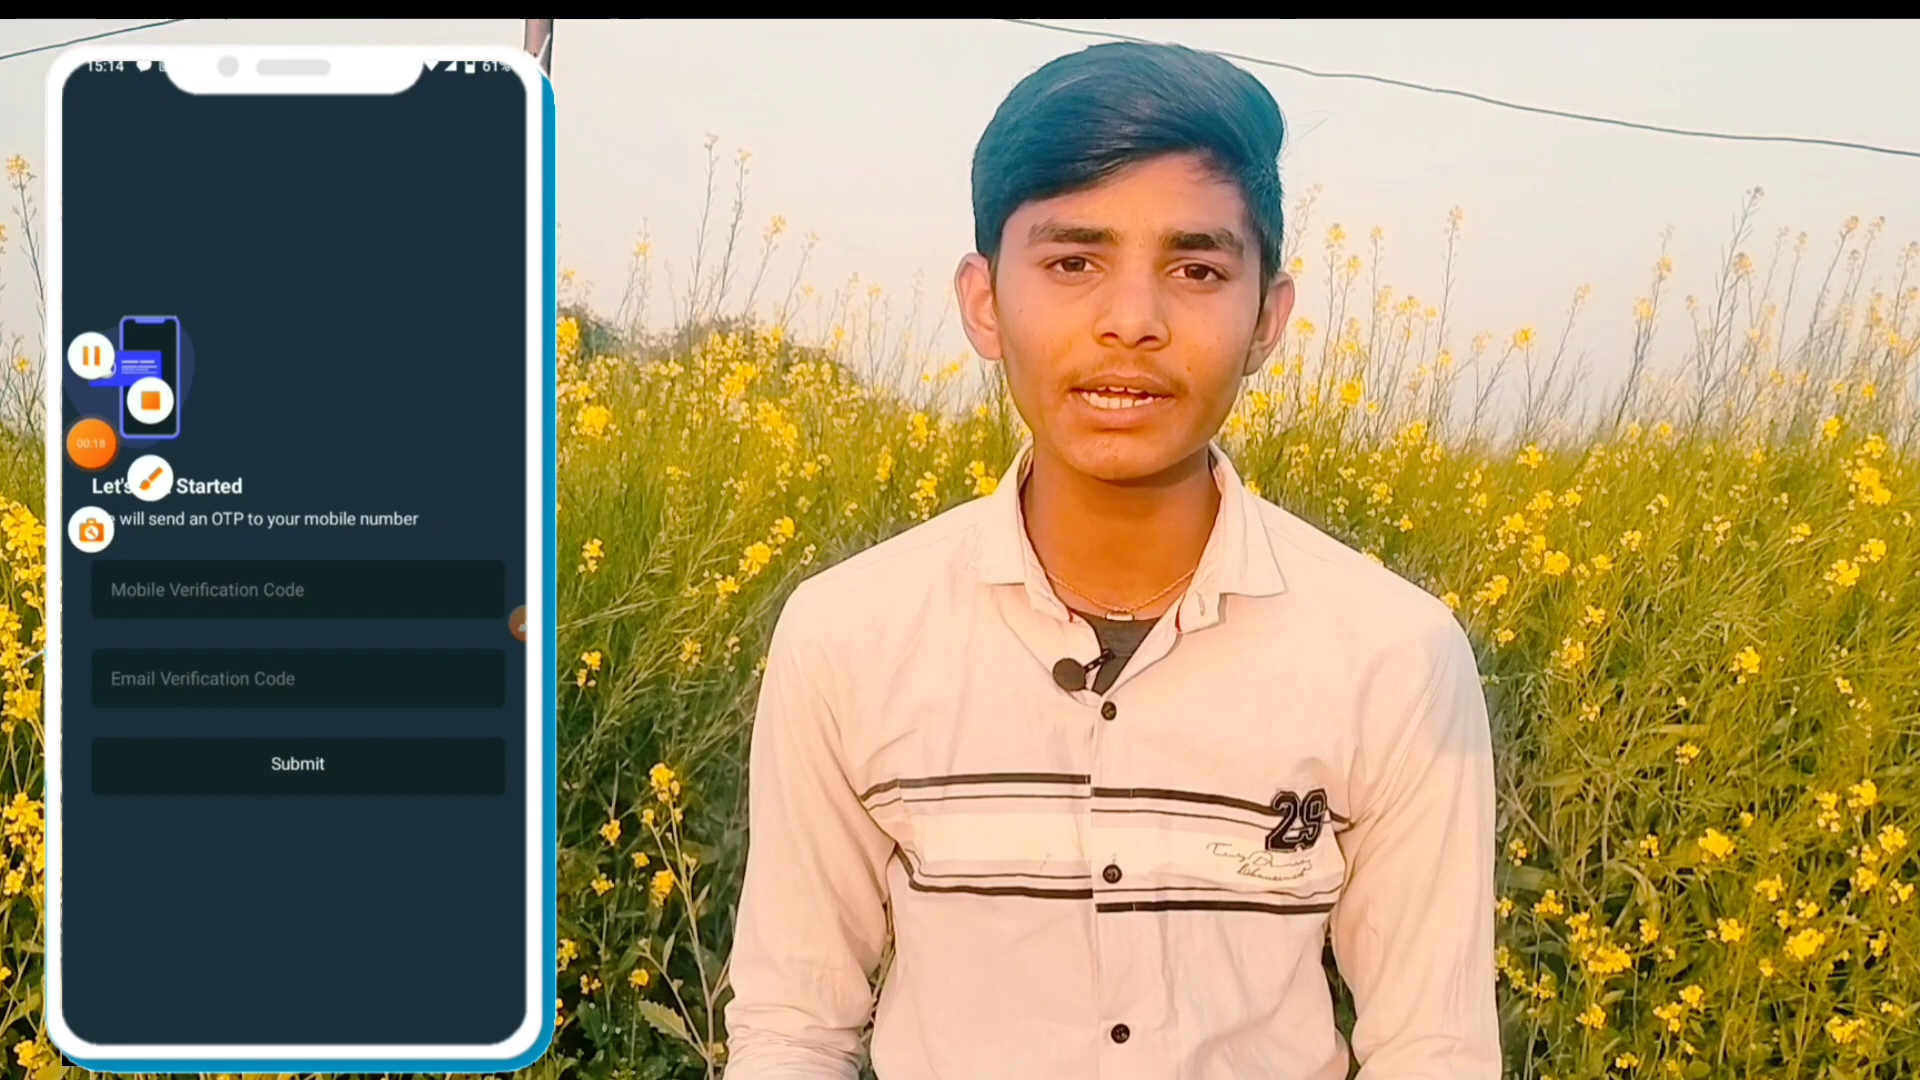 15:14
61%
00:18
Let's Started
will send an OTP to your mobile number
Mobile Verification Code
Email Verification Code
Submit
29